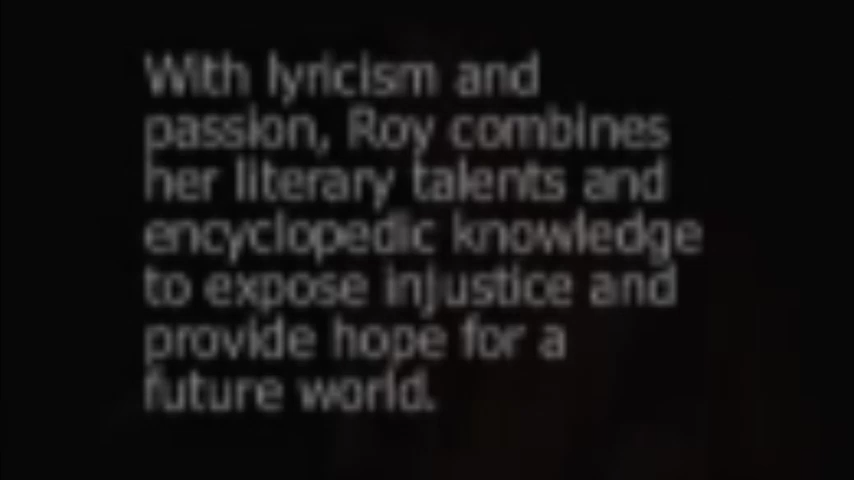 With lyricism and
passion, Roy combines
her literary talents and
encyclopedic knowledge
to expose injustice and
provide hope for a
future world.